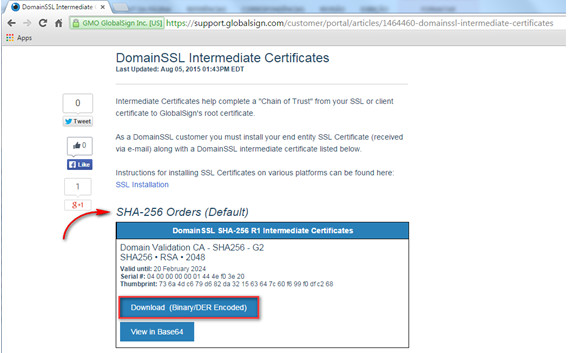 DomainSSL Intermediate C
GMO GlobalSign, Inc. [US]
https://support.globalsign.com/customer/portal/articles/1464460-domainssl-intermediate-certificates
Apps
DomainSSL Intermediate Certificates
Last Updated: Aug 05, 2015 01:43PM EDT
0
Tweet
0
Like
1
g+1
Intermediate Certificates help complete a "Chain of Trust" from your SSL or client
certificate to GlobalSign's root certificate.
As a DomainSSL customer you must install your end entity SSL Certificate (received
via e-mail) along with a DomainSSL intermediate certificate listed below.
Instructions for installing SSL Certificates on various platforms can be found here:
SSL Installation
SHA-256 Orders (Default)
DomainSSL SHA-256 R1 Intermediate Certificates
Domain Validation CA - SHA256 - G2
SHA256 • RSA • 2048
Valid until: 20 February 2024
Serial #: 04 00 00 00 00 01 44 4e f0 3e 20
Thumbprint: 73 6a 4d c6 79 d6 82 da 32 15 63 64 7c 60 f6 99 f0 df c2 68
Download (Binary/DER Encoded)
View in Base64